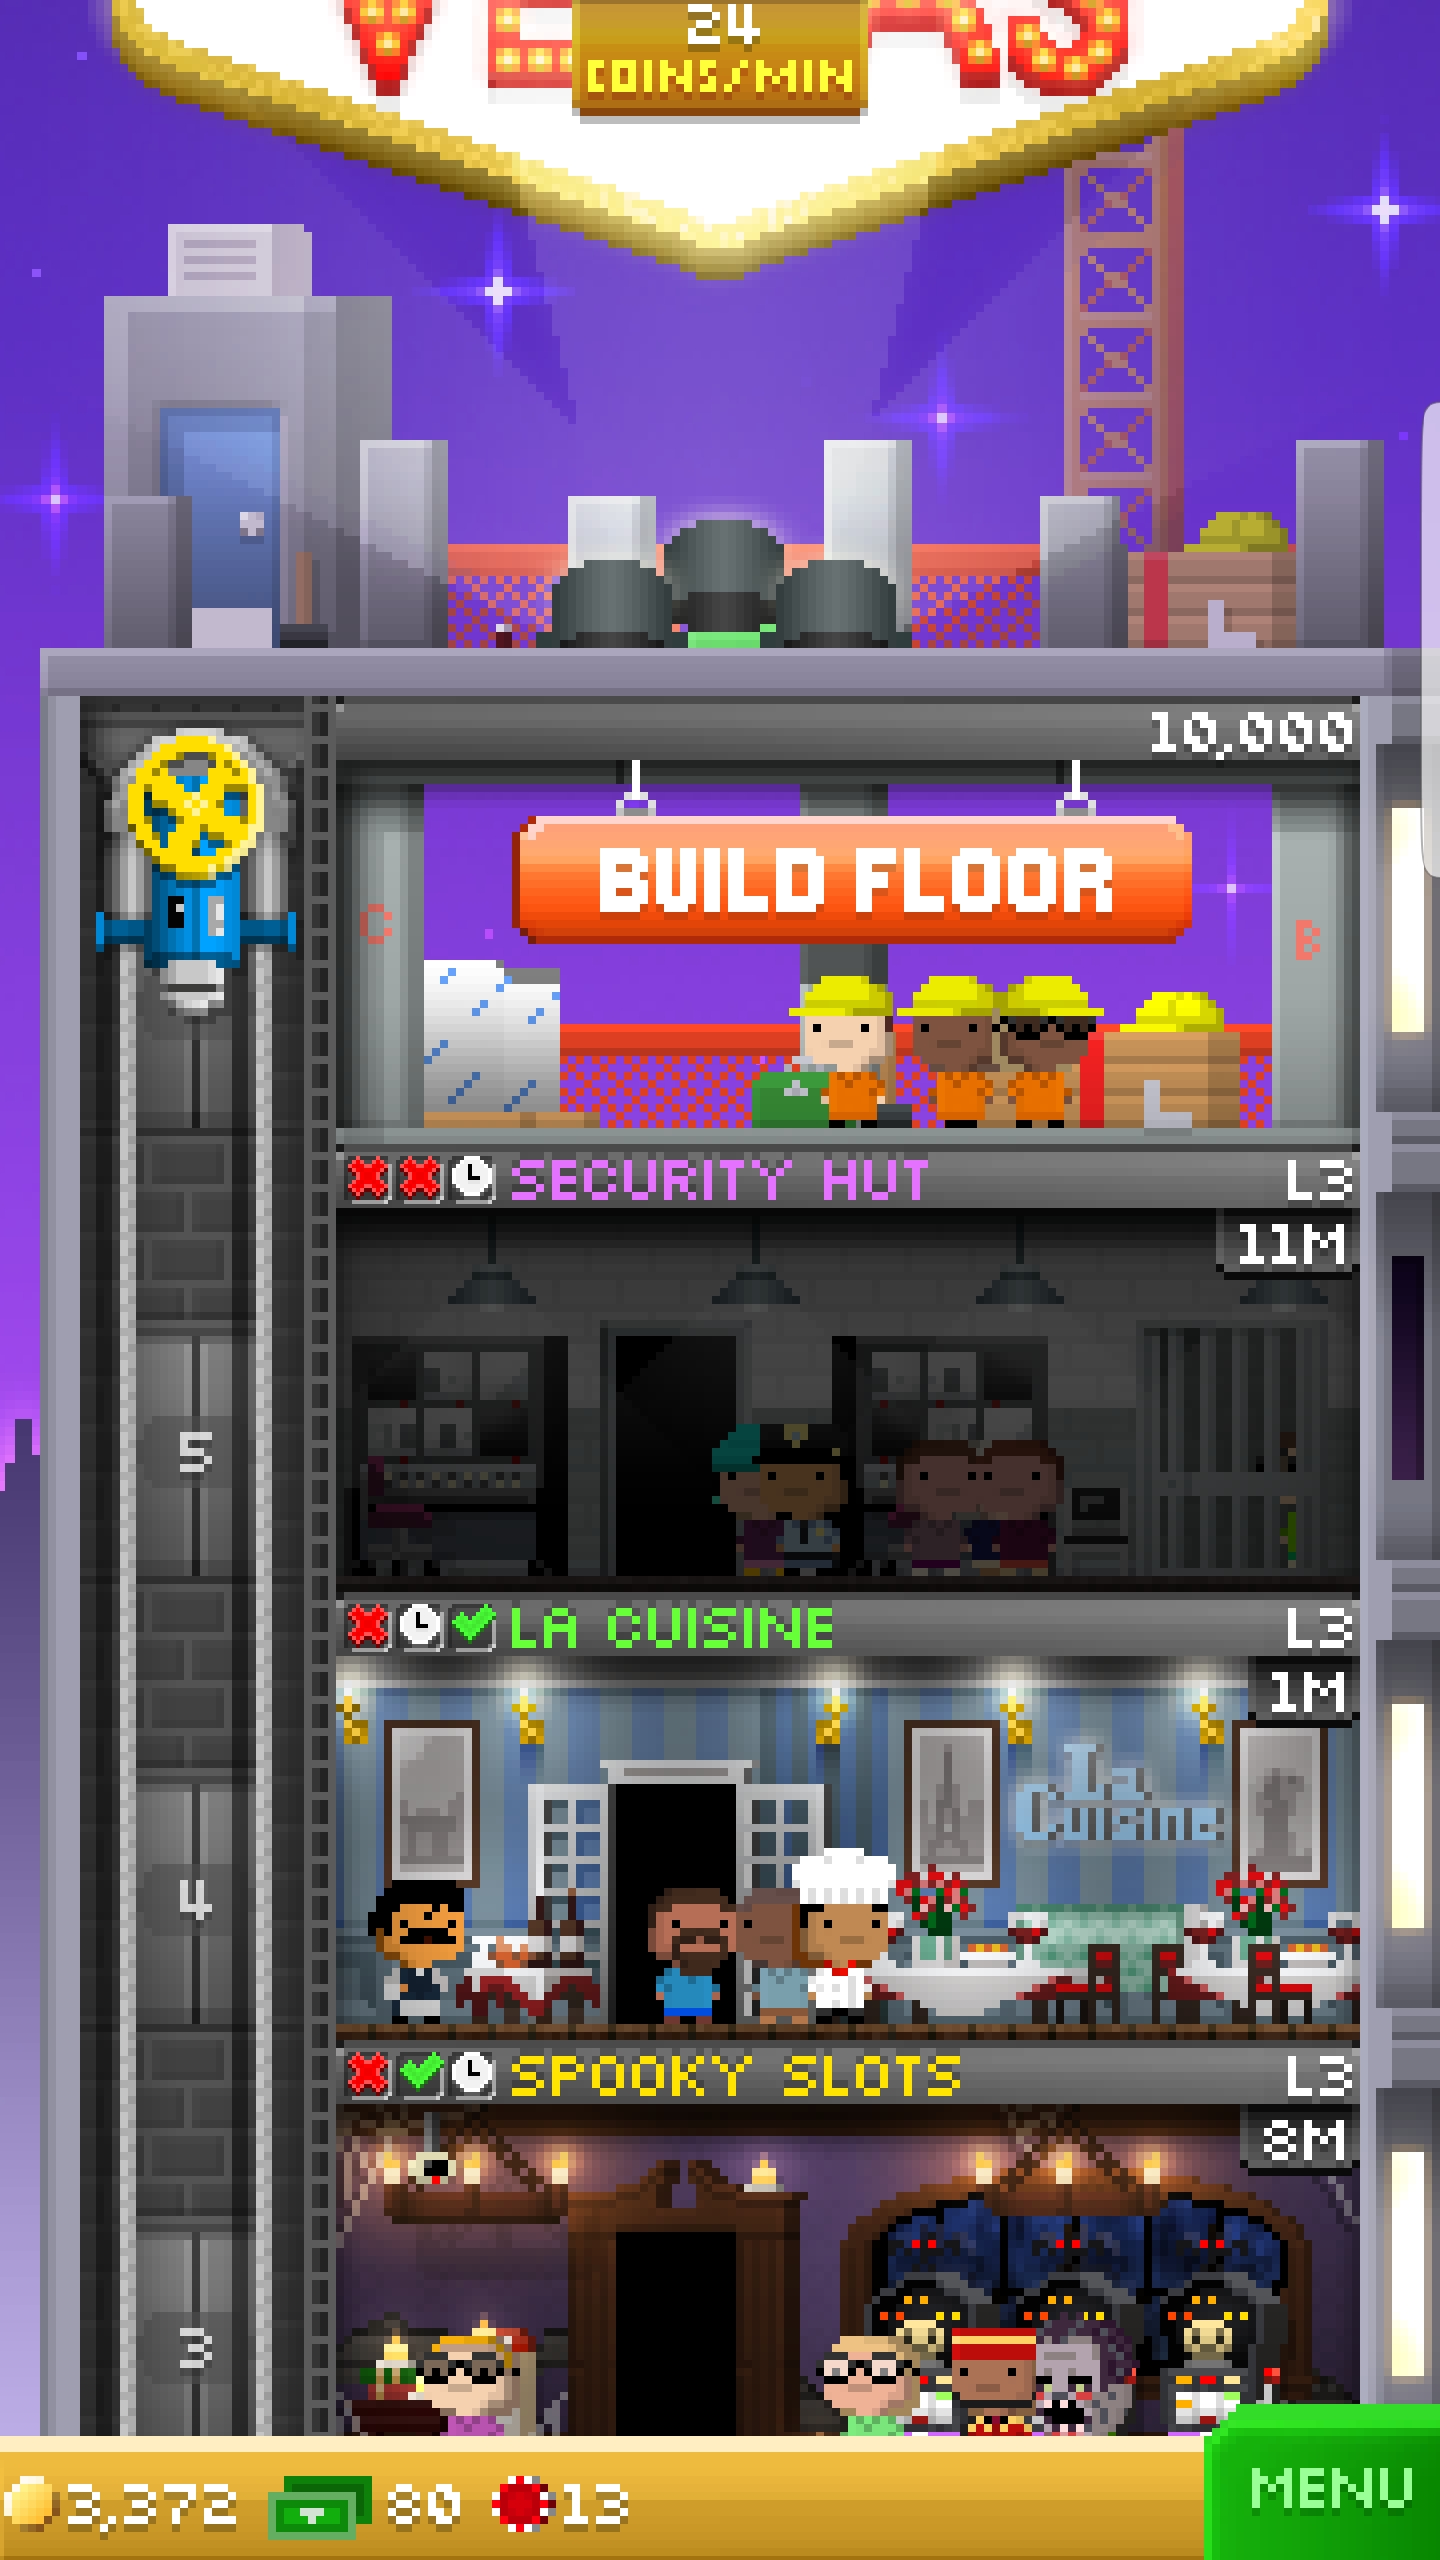 24
COINS/MIN
10,000
BUILD FLOOR
C
B
SECURITY HUT L3
11M
5
LA CUISINE L3
1M
La
Cuisine
4
SPOOKY SLOTS L3
8M
3
3,372 80 13
MENU